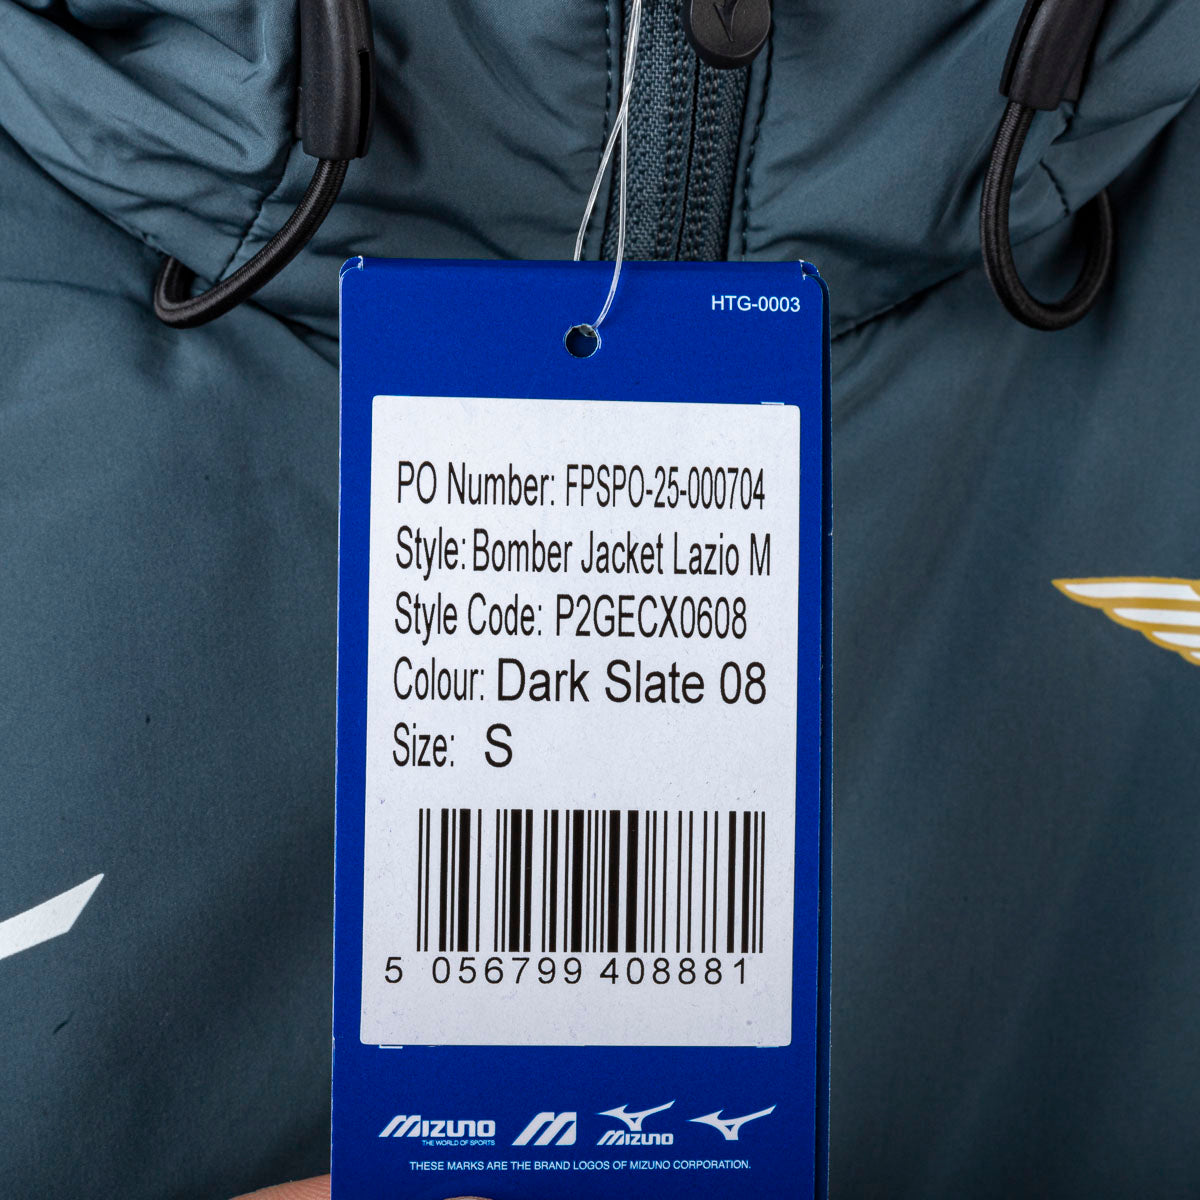 HTG-0003
PO Number: FPSPO-25-000704
Style: Bomber Jacket Lazio M
Style Code: P2GECX0608
Colour: Dark Slate 08
Size: S
5 056799 408881
MIZUNO
THE WORLD OF SPORTS
MIZUNO
THESE MARKS ARE THE BRAND LOGOS OF MIZUNO CORPORATION.